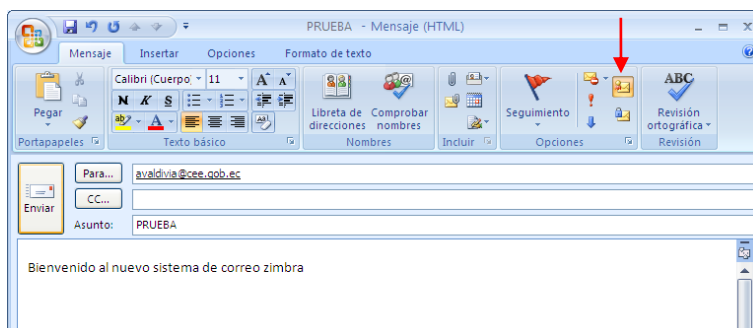 PRUEBA - Mensaje (HTML)
Mensaje Insertar Opciones Formato de texto
Pegar
Portapapeles
Calibri (Cuerpo) 11 A A
N K S
ab A
Texto básico
Libreta de direcciones
Comprobar nombres
Nombres
Incluir
Seguimiento
Opciones
ABC
Revisión ortográfica
Revisión
Enviar
Para... avaldivia@cee.gob.ec
CC...
Asunto: PRUEBA
Bienvenido al nuevo sistema de correo zimbra